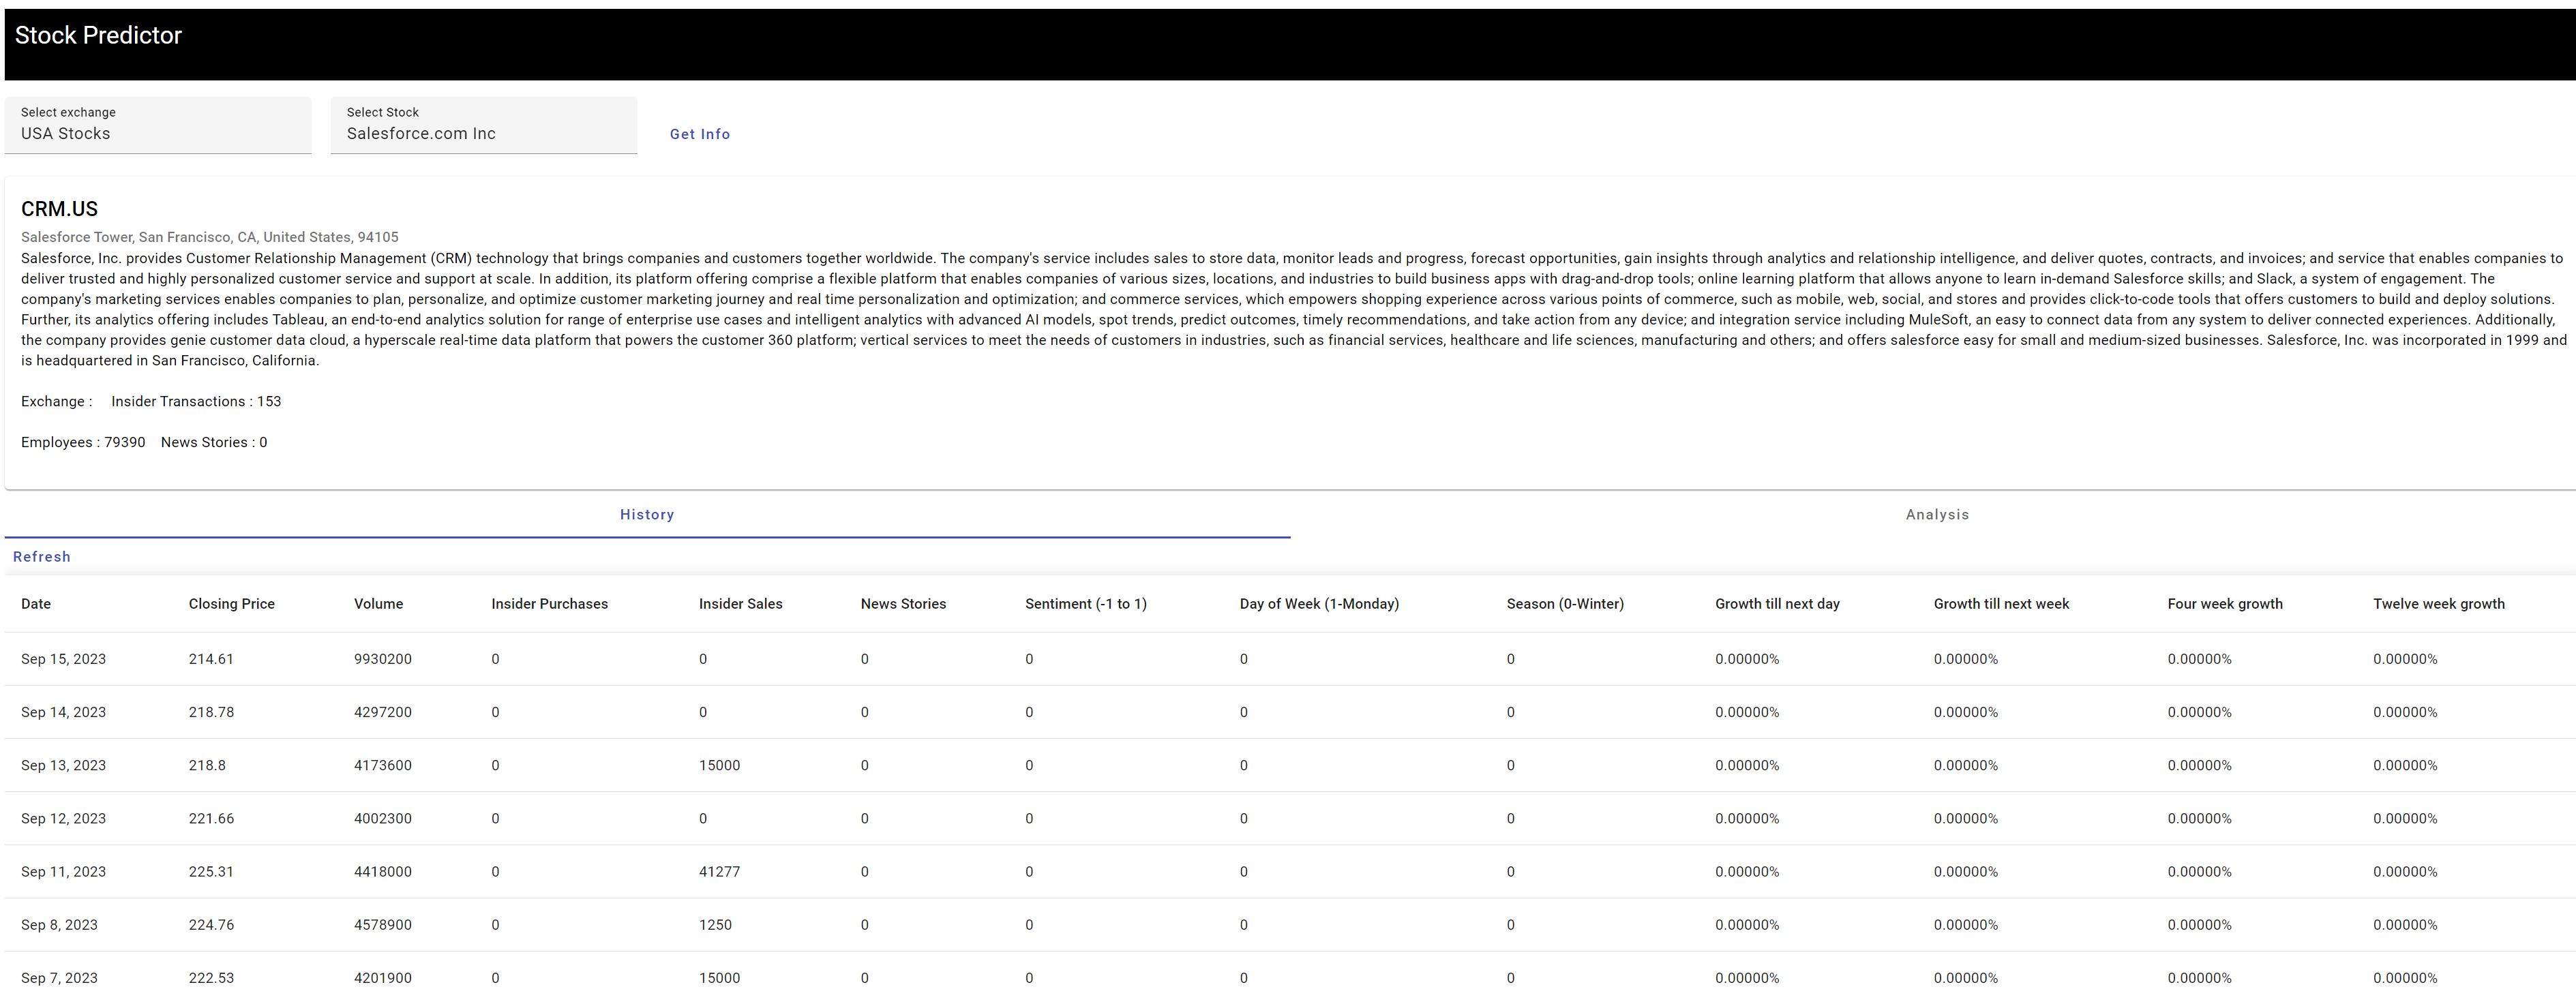 Stock Predictor
Select exchange
USA Stocks
Select Stock
Salesforce.com Inc
Get Info
CRM.US
Salesforce Tower, San Francisco, CA, United States, 94105
Salesforce, Inc. provides Customer Relationship Management (CRM) technology that brings companies and customers together worldwide. The company's service includes sales to store data, monitor leads and progress, forecast opportunities, gain insights through analytics and relationship intelligence, and deliver quotes, contracts, and invoices; and service that enables companies to
deliver trusted and highly personalized customer service and support at scale. In addition, its platform offering comprise a flexible platform that enables companies of various sizes, locations, and industries to build business apps with drag-and-drop tools; online learning platform that allows anyone to learn in-demand Salesforce skills; and Slack, a system of engagement. The
company's marketing services enables companies to plan, personalize, and optimize customer marketing journey and real time personalization and optimization; and commerce services, which empowers shopping experience across various points of commerce, such as mobile, web, social, and stores and provides click-to-code tools that offers customers to build and deploy solutions.
Further, its analytics offering includes Tableau, an end-to-end analytics solution for range of enterprise use cases and intelligent analytics with advanced AI models, spot trends, predict outcomes, timely recommendations, and take action from any device; and integration service including MuleSoft, an easy to connect data from any system to deliver connected experiences. Additionally,
the company provides genie customer data cloud, a hyperscale real-time data platform that powers the customer 360 platform; vertical services to meet the needs of customers in industries, such as financial services, healthcare and life sciences, manufacturing and others; and offers salesforce easy for small and medium-sized businesses. Salesforce, Inc. was incorporated in 1999 and
is headquartered in San Francisco, California.
Exchange : Insider Transactions : 153
Employees : 79390 News Stories : 0
History Analysis
Refresh
Date Closing Price Volume Insider Purchases Insider Sales News Stories Sentiment (-1 to 1) Day of Week (1-Monday) Season (0-Winter) Growth till next day Growth till next week Four week growth Twelve week growth
Sep 15, 2023 214.61 9930200 0 0 0 0 0 0 0.00000% 0.00000% 0.00000% 0.00000%
Sep 14, 2023 218.78 4297200 0 0 0 0 0 0 0.00000% 0.00000% 0.00000% 0.00000%
Sep 13, 2023 218.8 4173600 0 15000 0 0 0 0 0.00000% 0.00000% 0.00000% 0.00000%
Sep 12, 2023 221.66 4002300 0 0 0 0 0 0 0.00000% 0.00000% 0.00000% 0.00000%
Sep 11, 2023 225.31 4418000 0 41277 0 0 0 0 0.00000% 0.00000% 0.00000% 0.00000%
Sep 8, 2023 224.76 4578900 0 1250 0 0 0 0 0.00000% 0.00000% 0.00000% 0.00000%
Sep 7, 2023 222.53 4201900 0 15000 0 0 0 0 0.00000% 0.00000% 0.00000% 0.00000%